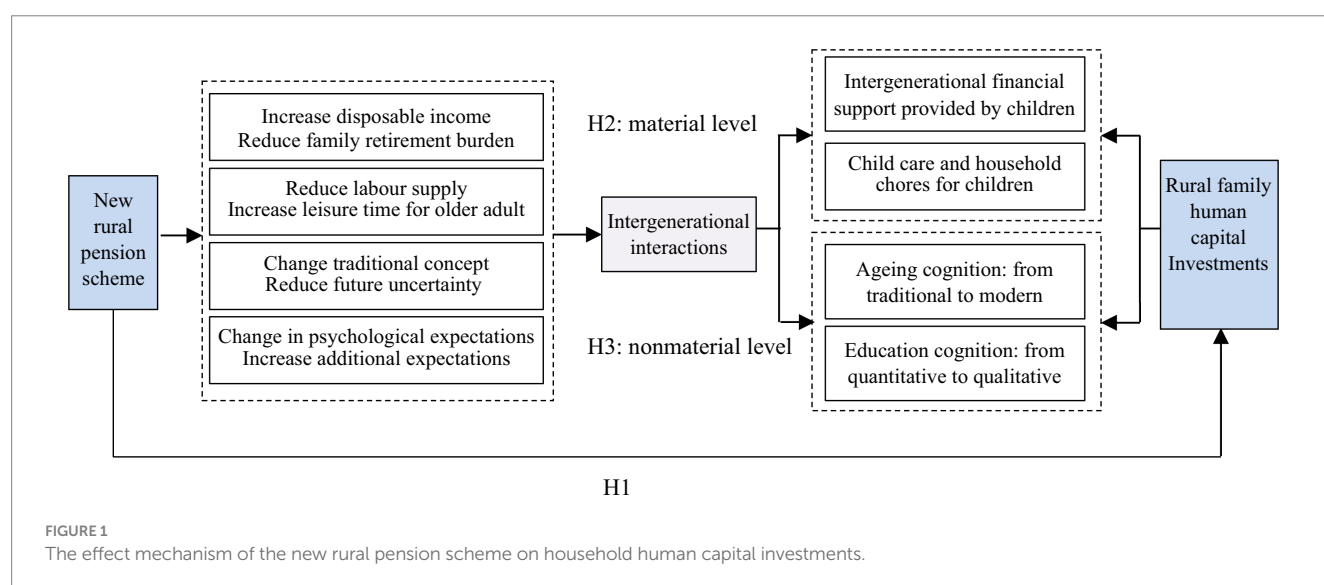 New
rural
pension
scheme
Increase disposable income
Reduce family retirement burden
Reduce labour supply
Increase leisure time for older adult
Change traditional concept
Reduce future uncertainty
Change in psychological expectations
Increase additional expectations
H2: material level
Intergenerational
interactions
H3: nonmaterial level
Intergenerational financial
support provided by children
Child care and household
chores for children
Ageing cognition: from
traditional to modern
Education cognition: from
quantitative to qualitative
Rural family
human
capital
Investments
H1
FIGURE 1
The effect mechanism of the new rural pension scheme on household human capital investments.